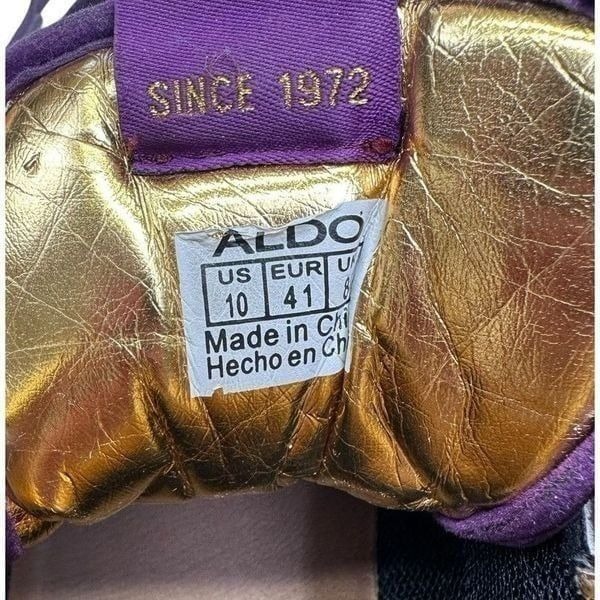 SINCE 1972
ALDO
US EUR
10 41
Made in
Hecho en